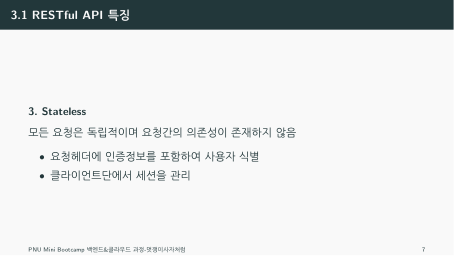 3.1 RESTful API 특징
3. Stateless
모든 요청은 독립적이며 요청간의 의존성이 존재하지 않음
• 요청헤더에 인증정보를 포함하여 사용자 식별
• 클라이언트단에서 세션을 관리
PNU Mini Bootcamp 백엔드&클라우드 과정-멋쟁이사자처럼
7